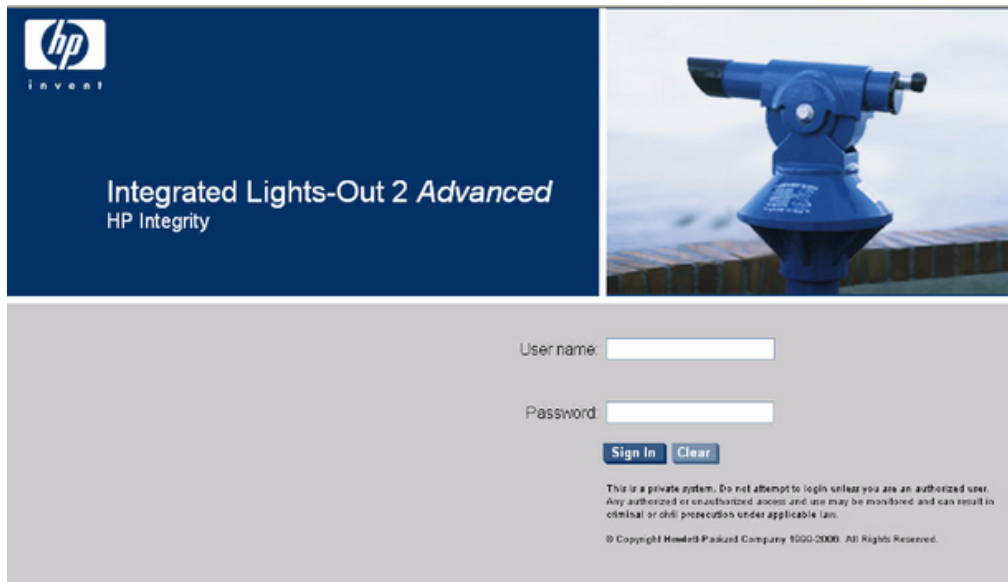 hp
invent
Integrated Lights-Out 2 Advanced
HP Integrity
User name:
Password:
Sign In Clear
This is a private system. Do not attempt to login unless you are an authorized user.
Any authorized or unauthorized access and use may be monitored and can result in
criminal or civil prosecution under applicable law.
© Copyright Hewlett-Packard Company 1999-2006. All Rights Reserved.